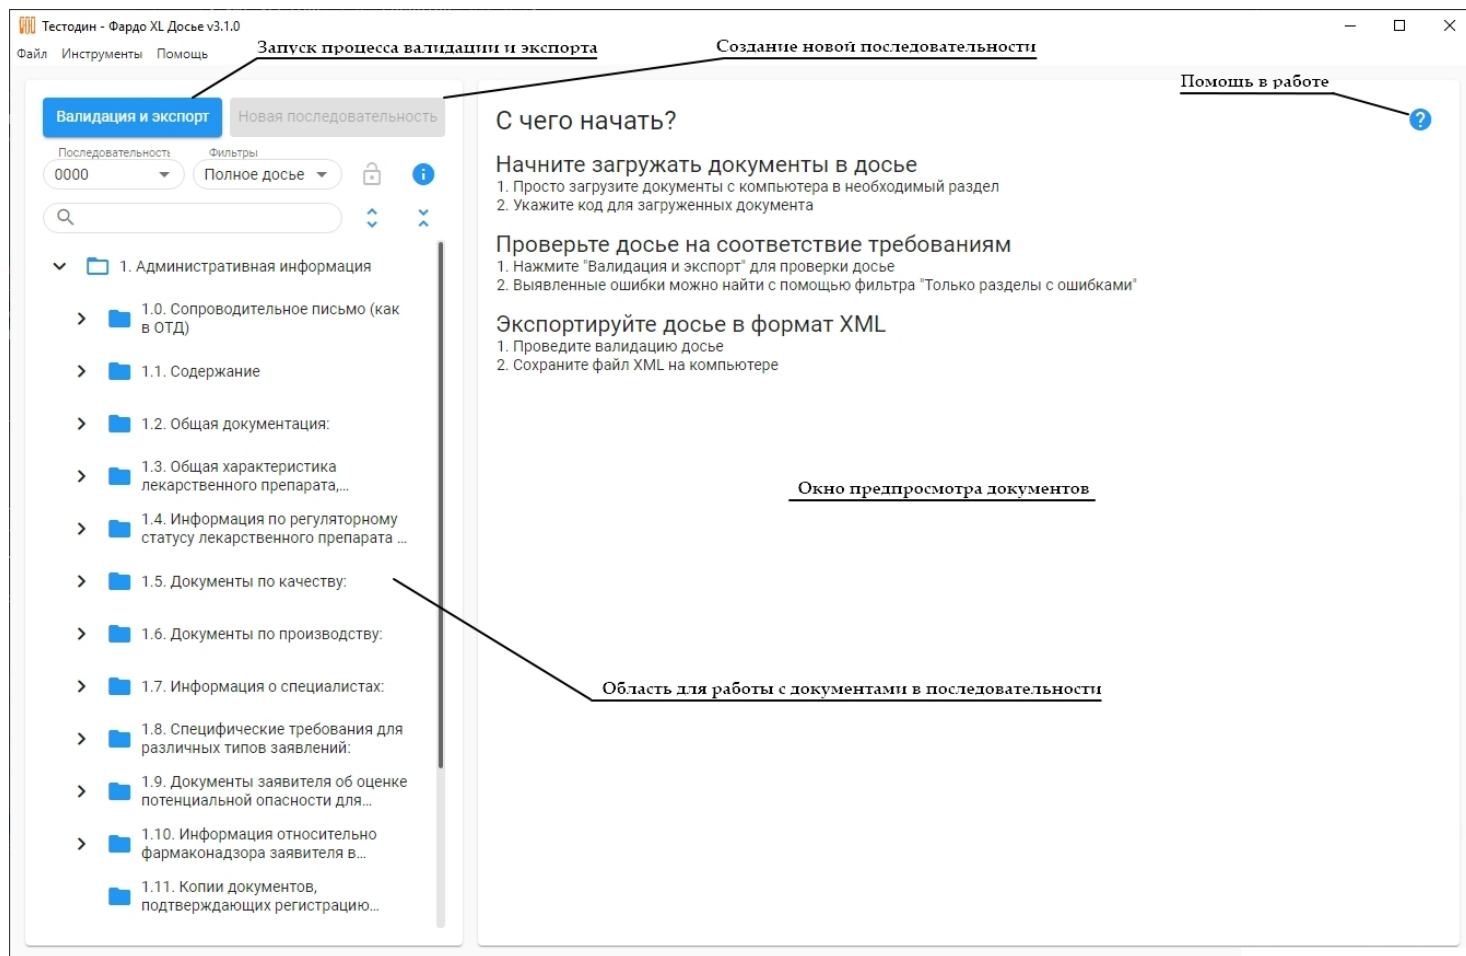 Тестодин - Фардо XL Досье v3.1.0
Файл Инструменты Помощь
Запуск процесса валидации и экспорта
Создание новой последовательности
Помощь в работе
Валидация и экспорт
Новая последовательность
Последовательность
Фильтры
0000
Полное досье
1. Административная информация
1.0. Сопроводительное письмо (как
в ОТД)
1.1. Содержание
1.2. Общая документация:
1.3. Общая характеристика
лекарственного препарата,...
1.4. Информация по регуляторному
статусу лекарственного препарата ...
1.5. Документы по качеству:
1.6. Документы по производству:
1.7. Информация о специалистах:
1.8. Специфические требования для
различных типов заявлений:
1.9. Документы заявителя об оценке
потенциальной опасности для...
1.10. Информация относительно
фармаконадзора заявителя в...
1.11. Копии документов,
подтверждающих регистрацию...
С чего начать?
Начните загружать документы в досье
1. Просто загрузите документы с компьютера в необходимый раздел
2. Укажите код для загруженных документа
Проверьте досье на соответствие требованиям
1. Нажмите "Валидация и экспорт" для проверки досье
2. Выявленные ошибки можно найти с помощью фильтра "Только разделы с ошибками"
Экспортируйте досье в формат XML
1. Проведите валидацию досье
2. Сохраните файл XML на компьютере
Окно предпросмотра документов
Область для работы с документами в последовательности